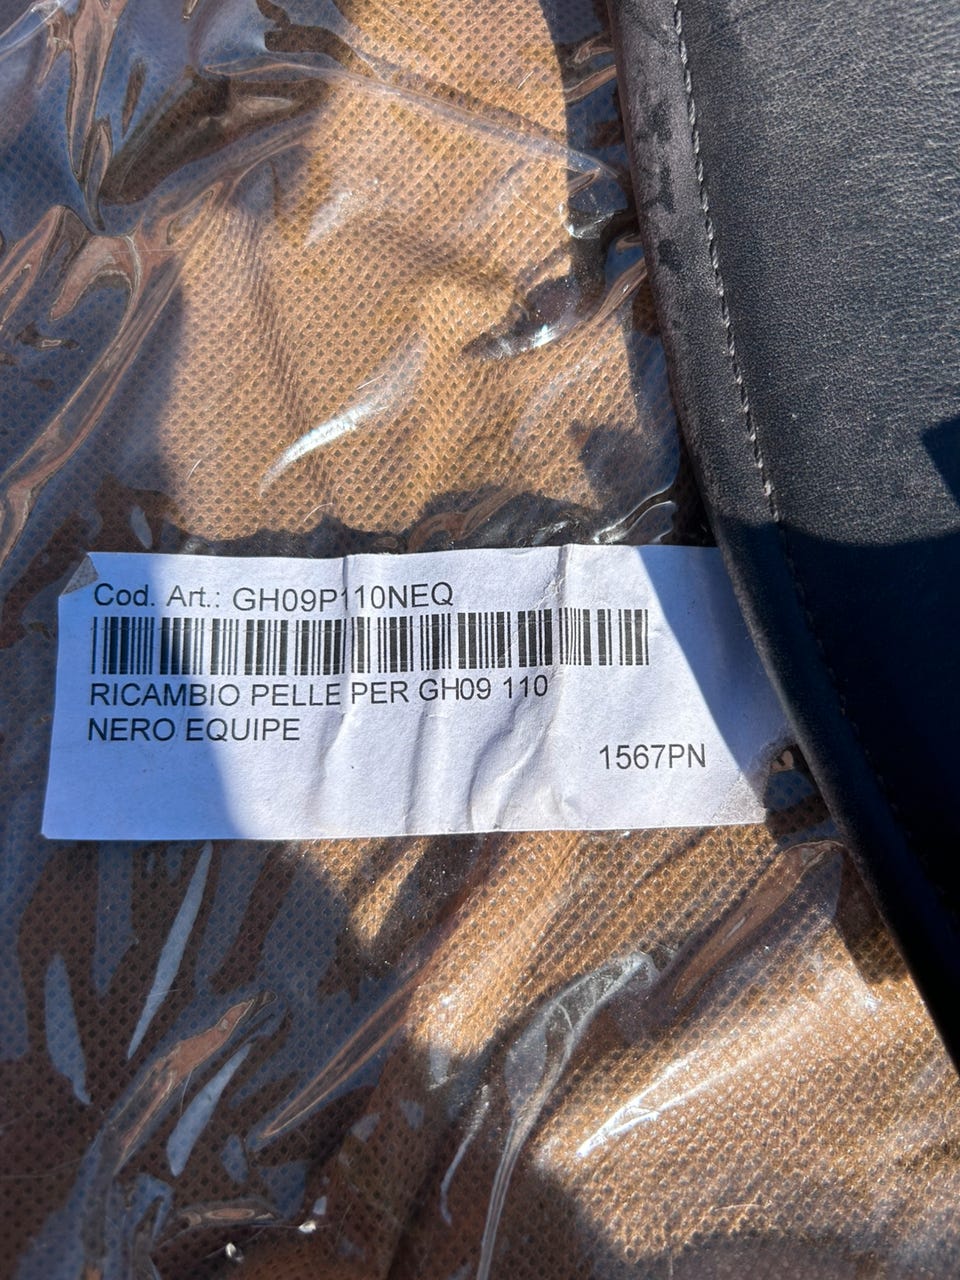 Cod. Art.: GH09P110NEQ
RICAMBIO PELLE PER GH09 110
NERO EQUIPE
1567PN